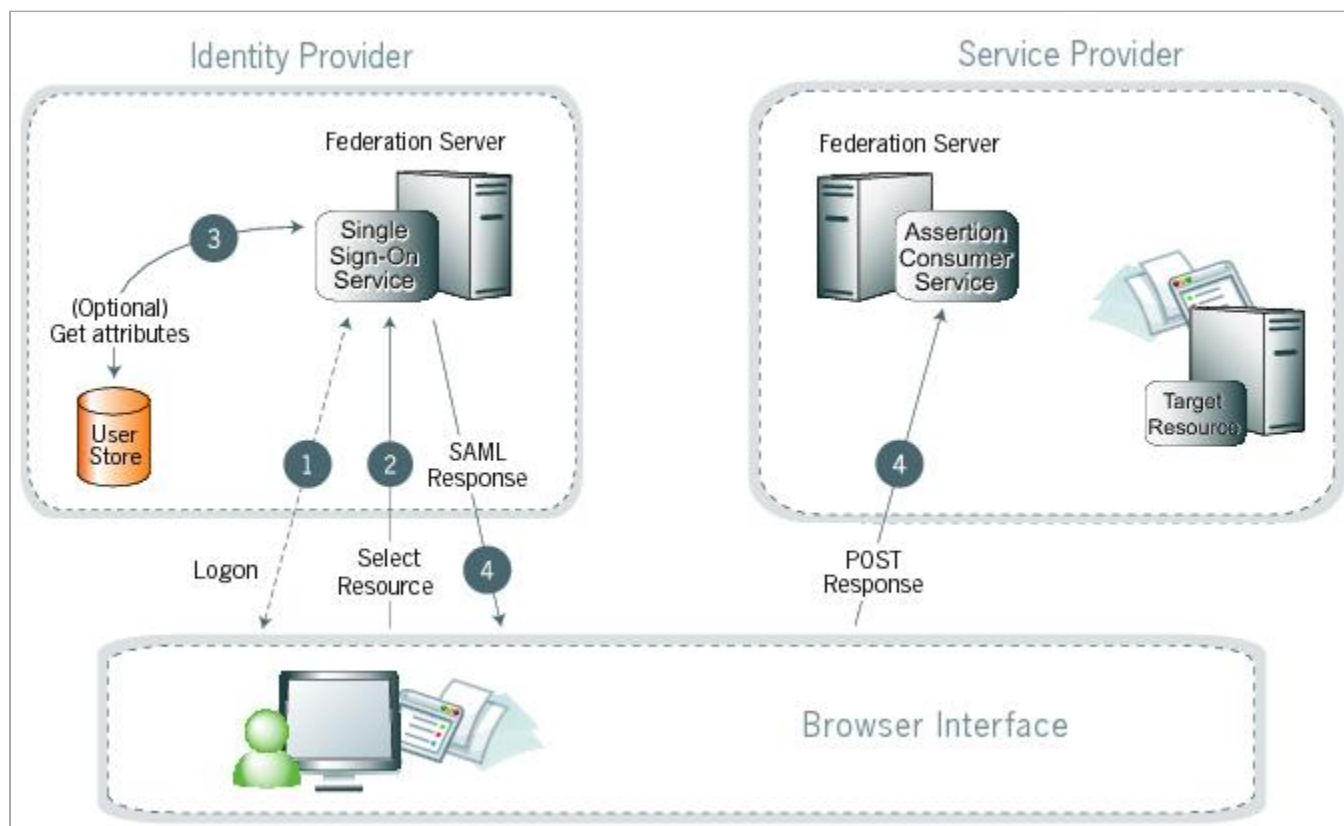 Identity Provider
Service Provider
Federation Server
Federation Server
3
Single
Sign-On
Service
Assertion
Consumer
Service
(Optional)
Get attributes
Target
Resource
User
Store
1
2
SAML
Response
4
Logon
Select
Resource
4
POST
Response
Browser Interface